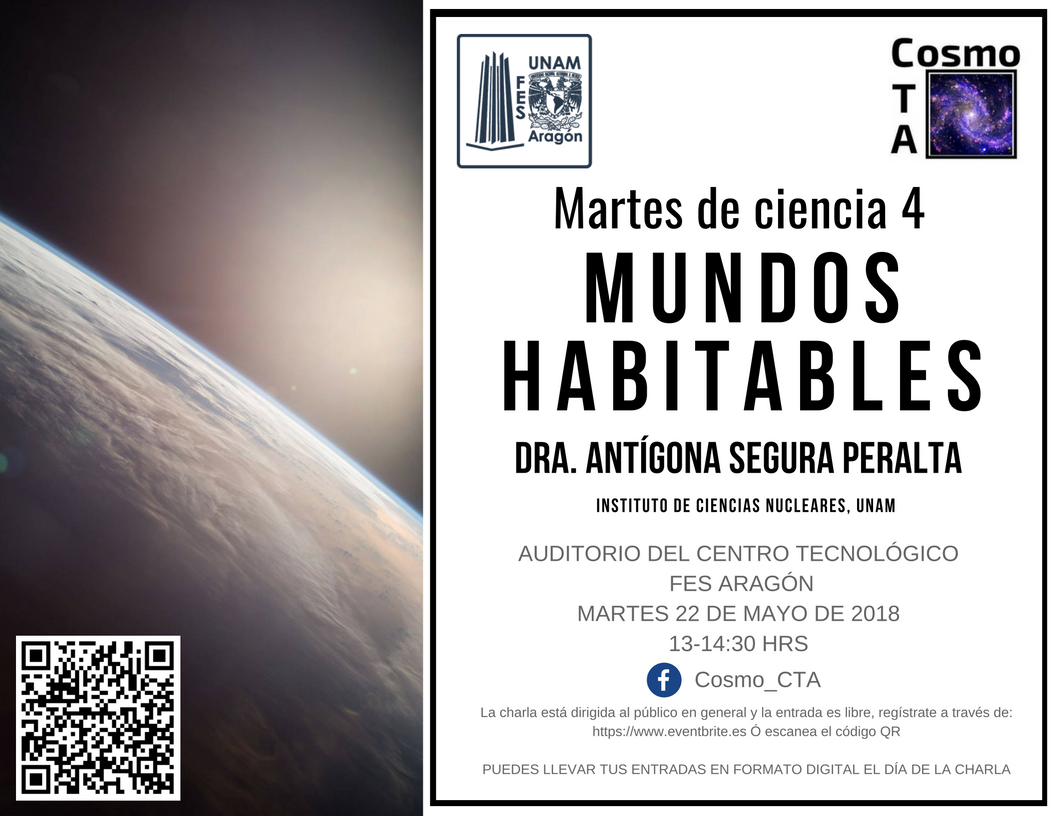 UNAM
FES
Aragón
Cosmo
T
A
Martes de ciencia 4
MUNDOS
HABITABLES
DRA. ANTÍGONA SEGURA PERALTA
INSTITUTO DE CIENCIAS NUCLEARES, UNAM
AUDITORIO DEL CENTRO TECNOLÓGICO
FES ARAGÓN
MARTES 22 DE MAYO DE 2018
13-14:30 HRS
Cosmo_CTA
La charla está dirigida al público en general y la entrada es libre, regístrate a través de:
https://www.eventbrite.es Ó escanea el código QR
PUEDES LLEVAR TUS ENTRADAS EN FORMATO DIGITAL EL DÍA DE LA CHARLA